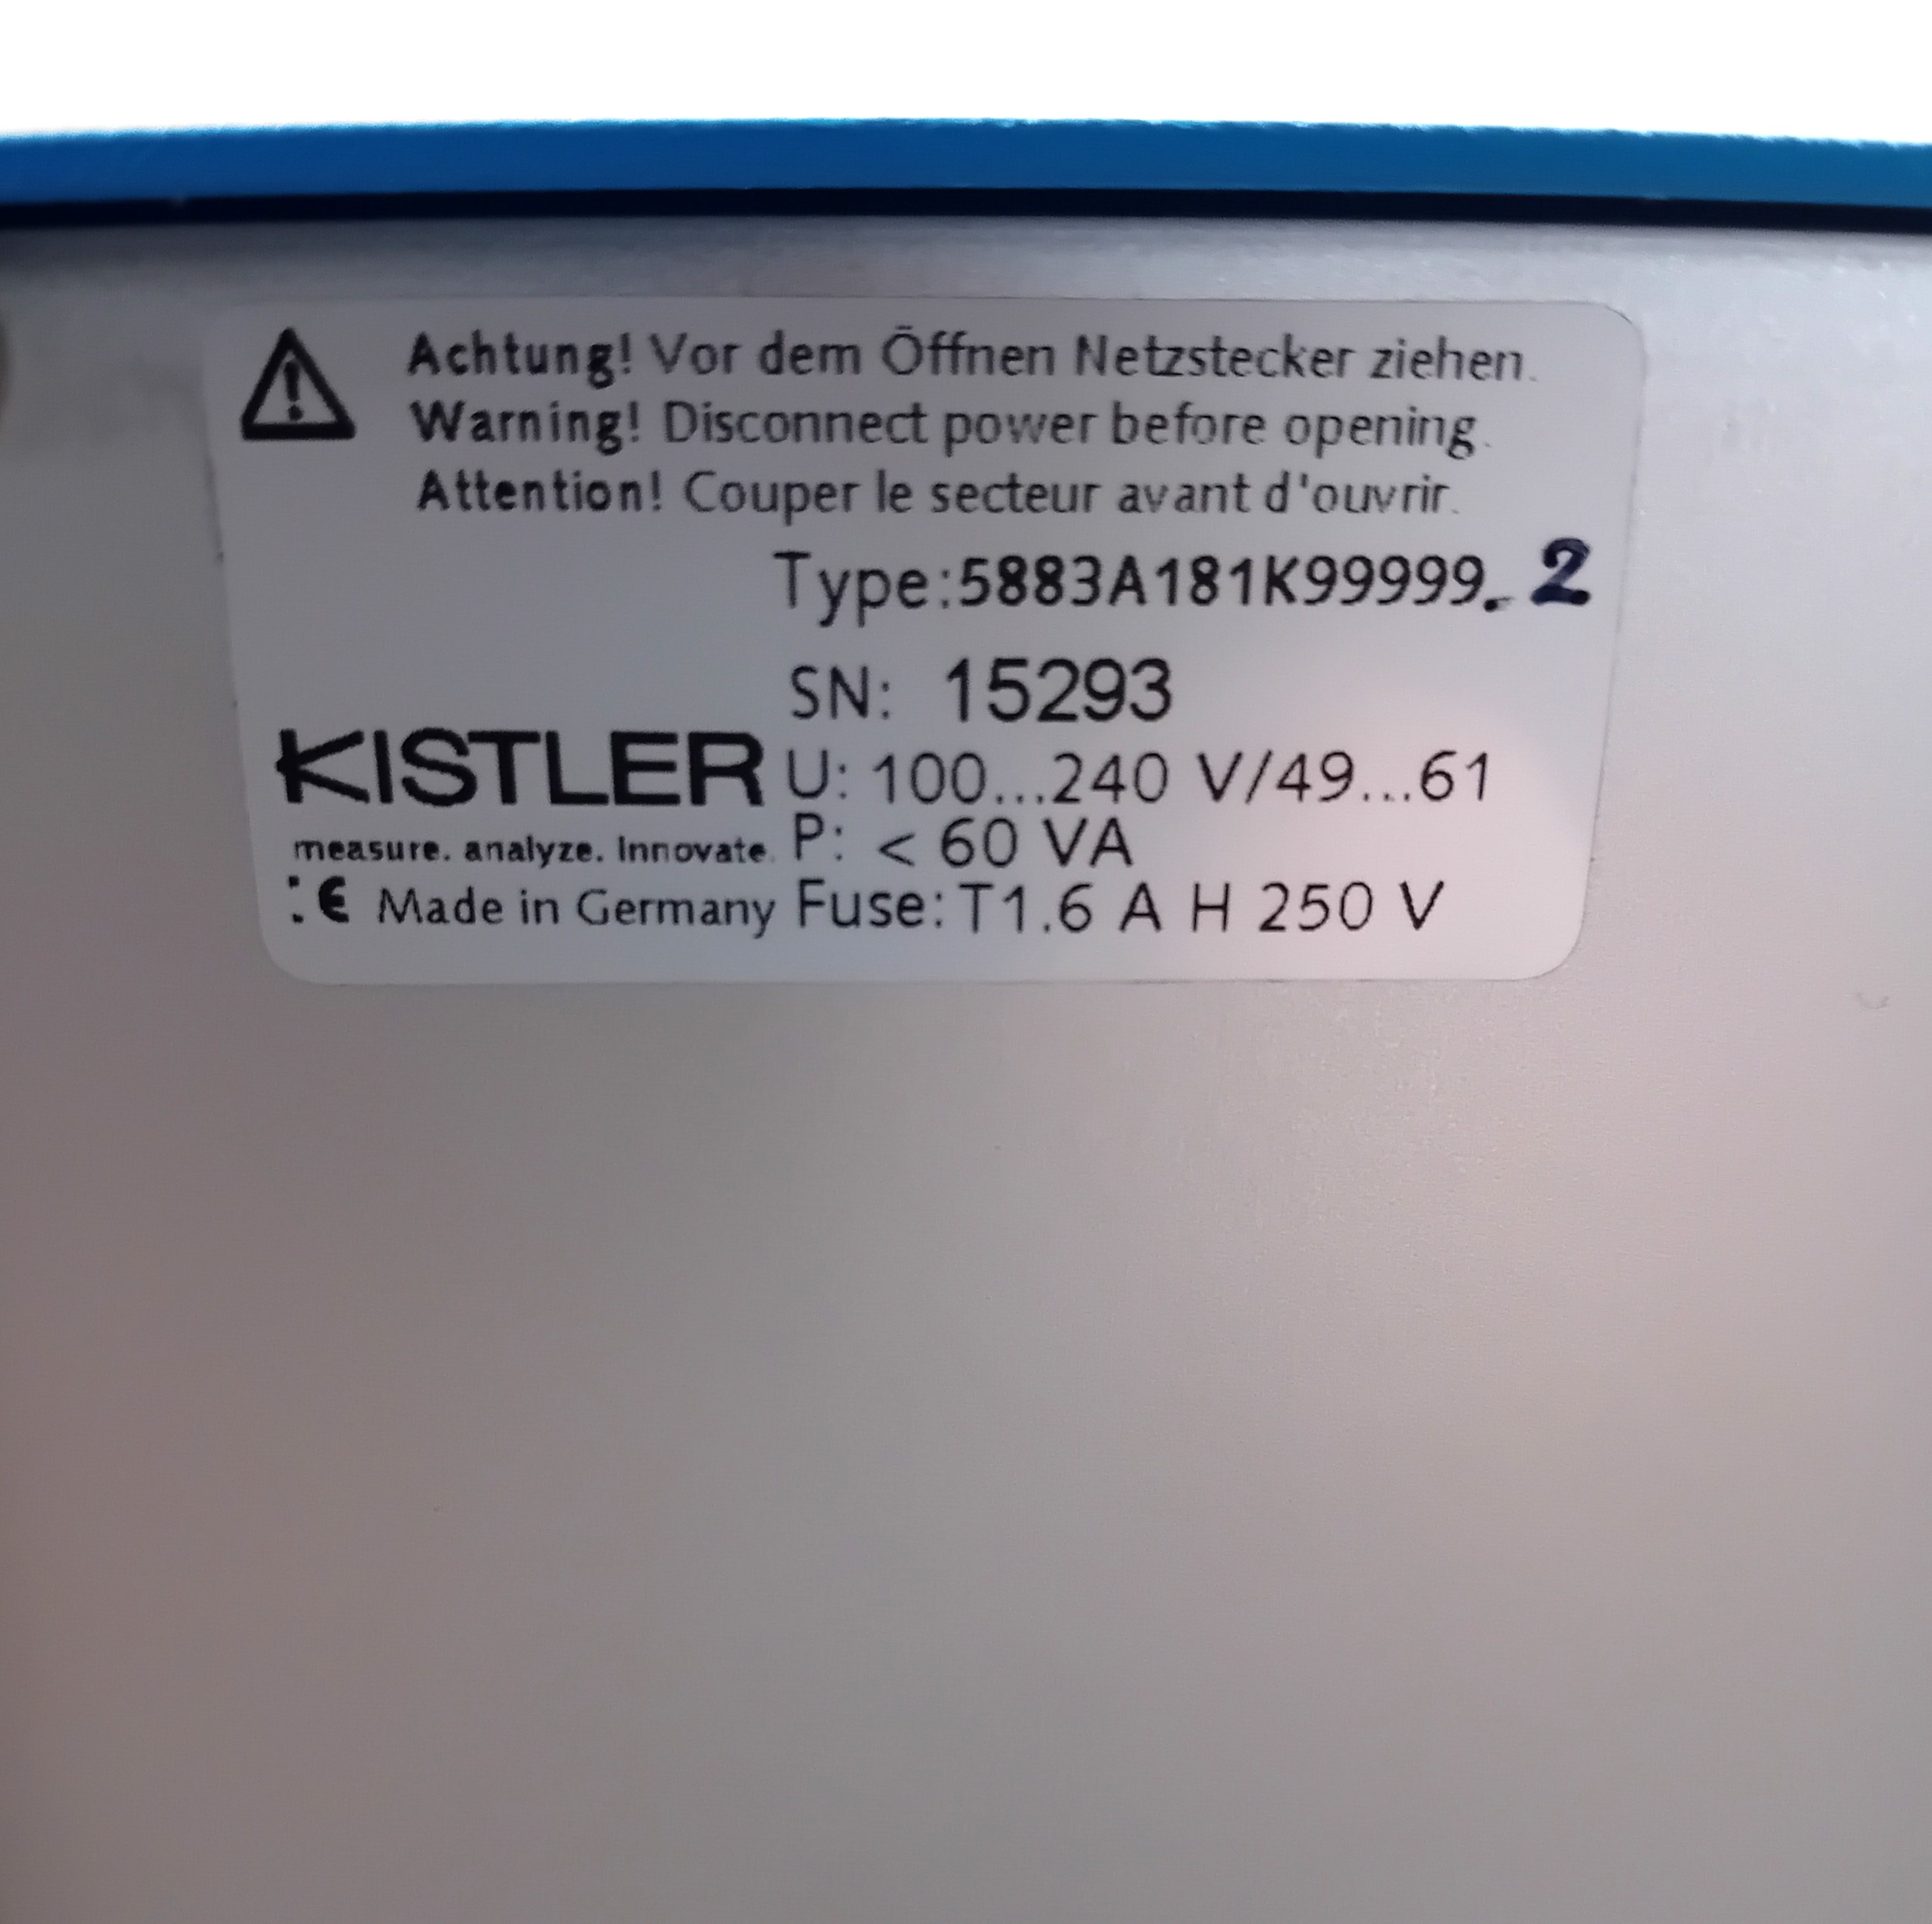 Achtung! Vor dem Öffnen Netzstecker ziehen.
Warning! Disconnect power before opening.
Attention! Couper le secteur avant d'ouvrir.
Type:5883A181K99999.2
SN: 15293
KISTLER
U: 100...240 V/49...61
measure. analyze. Innovate.
P: < 60 VA
CE Made in Germany
Fuse: T1.6 A H 250 V